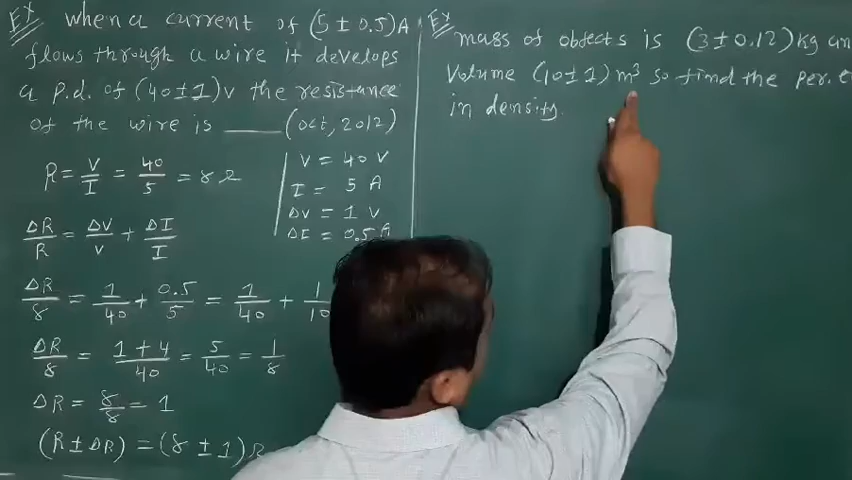 Ex when a current of (5 ± 0.5)A
flows through a wire it develops
a p.d. of (40±1)v the resistance
of the wire is ______ (Oct, 2012)
R = V/I = 40/5 = 8 Ω
V = 40 V
I = 5 A
ΔV = 1 V
ΔI = 0.5 A
ΔR/R = ΔV/V + ΔI/I
ΔR/8 = 1/40 + 0.5/5 = 1/40 + 1/10
ΔR/8 = 1+4/40 = 5/40 = 1/8
ΔR = 8/8 = 1
(R ± ΔR) = (8 ± 1)Ω
Ex mass of objects is (3±0.12)kg an
Volume (10±1) m³ so find the per.
in density.